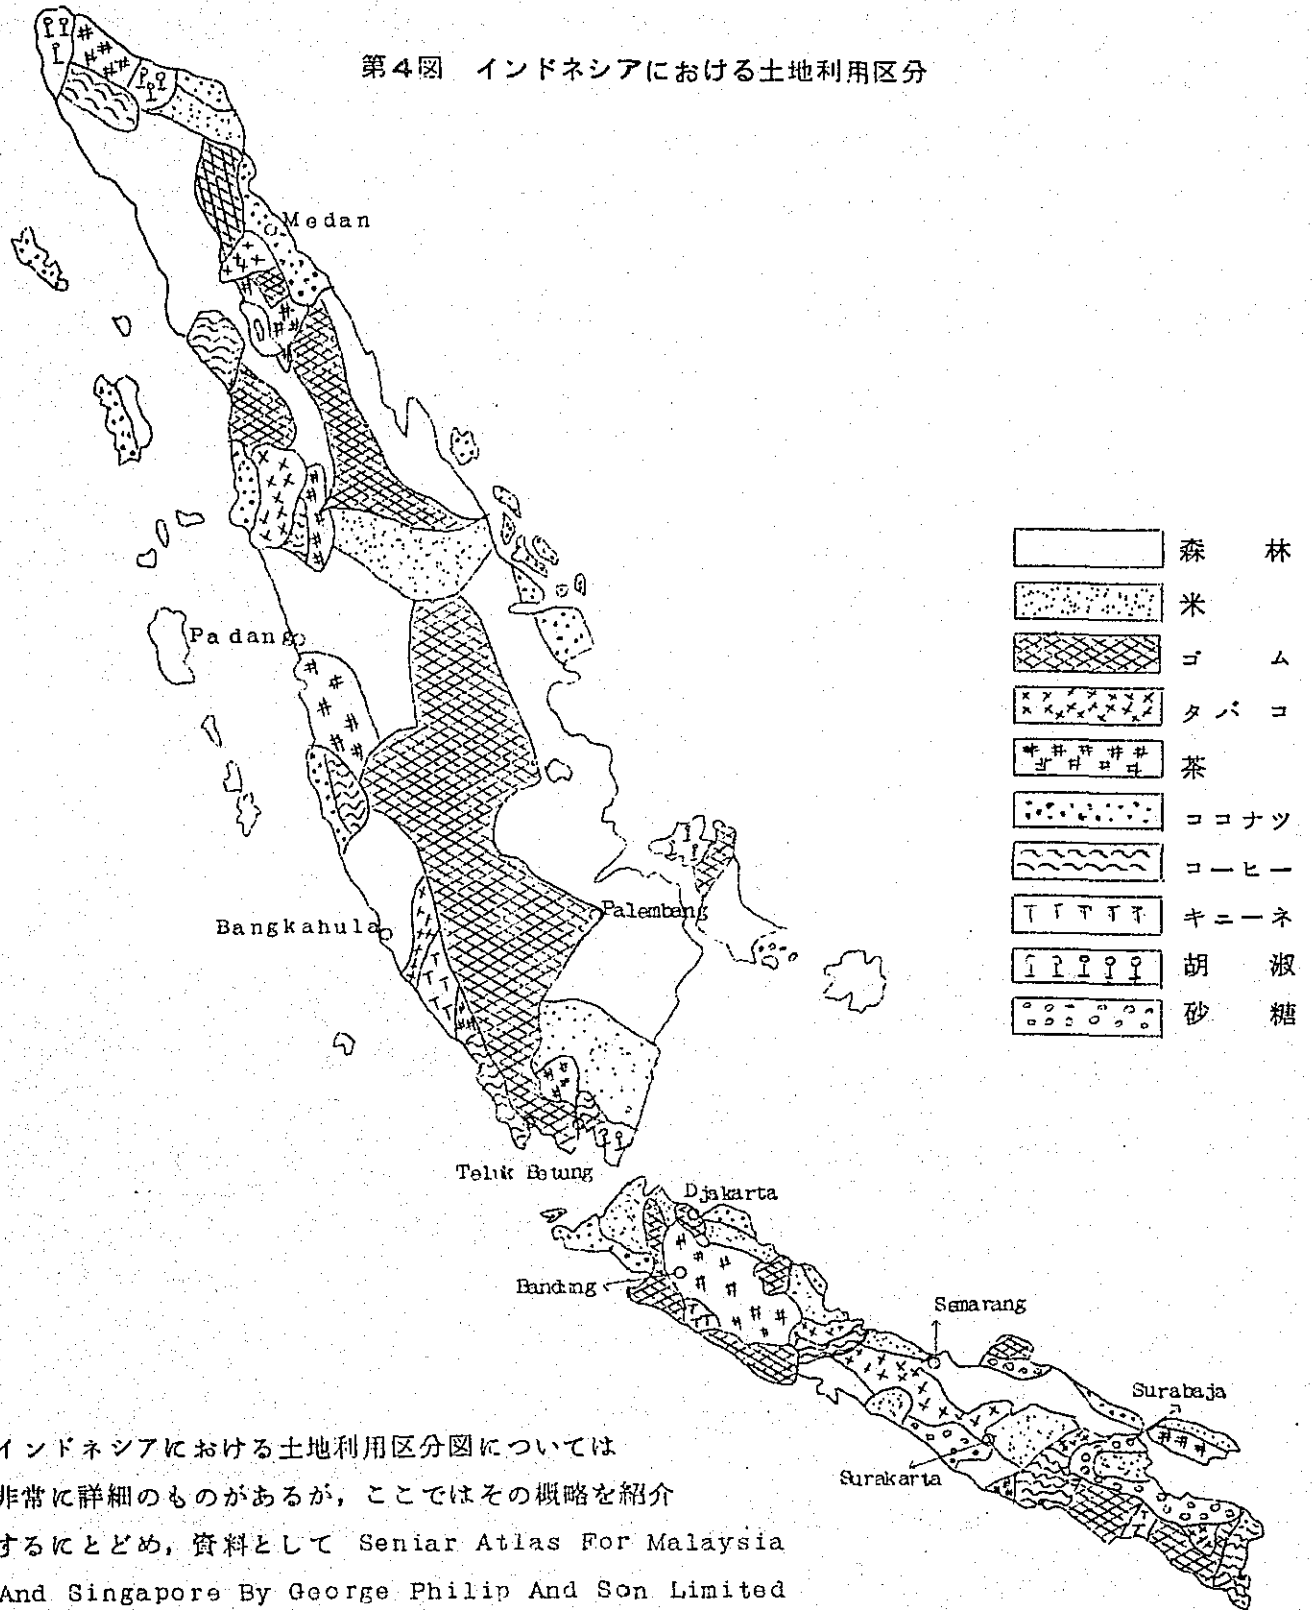 第4図 インドネシアにおける土地利用区分
Medan
Padang
Bangkahula
Palembang
Teluk Betung
Djakarta
Bandung
Semarang
Surabaja
Surakarta
森林
米
ゴム
タバコ
茶
ココナツ
コーヒー
キニーネ
胡淑
砂糖
インドネシアにおける土地利用区分図については
非常に詳細のものがあるが，ここではその概略を紹介
するにとどめ，資料として Seniar Atlas For Malaysia
And Singapore By George Philip And Son Limited